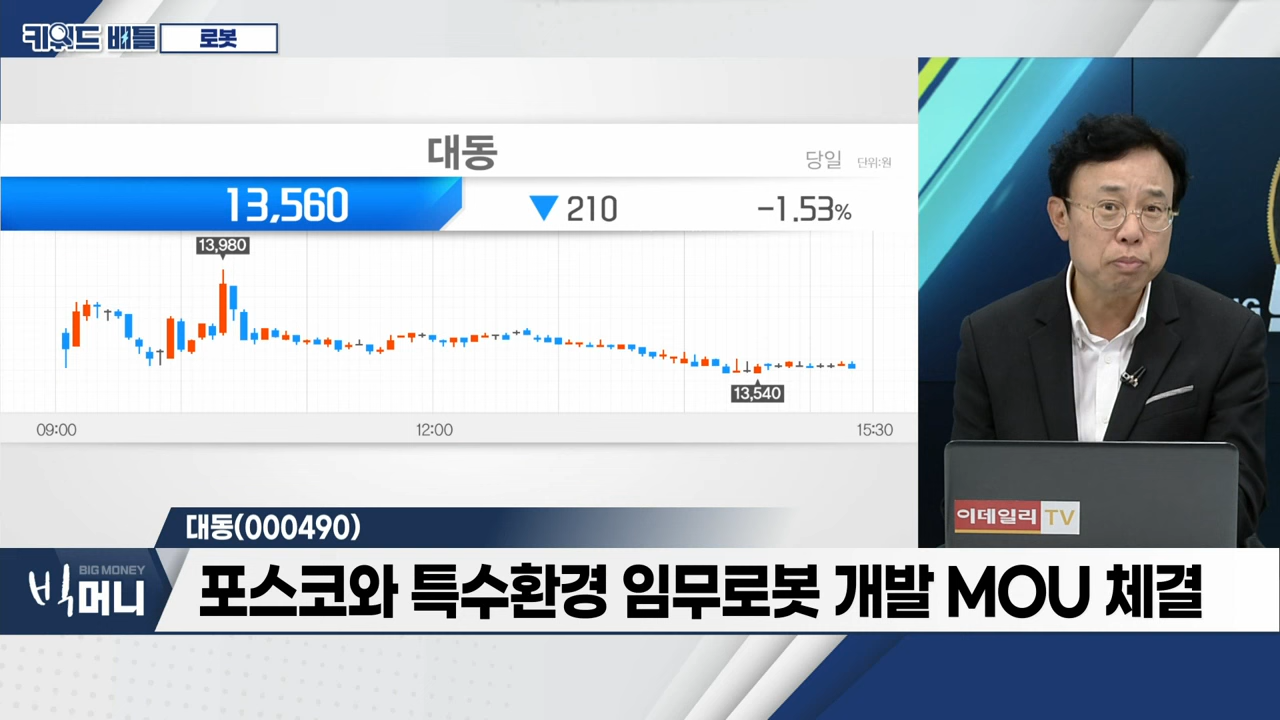 키워드 배틀 로봇
대동
당일 단위:원
13,560 ▼ 210 -1.53%
13,980
13,540
09:00 12:00 15:30
이데일리 TV
대동(000490)
BIG MONEY
빅머니
포스코와 특수환경 임무로봇 개발 MOU 체결